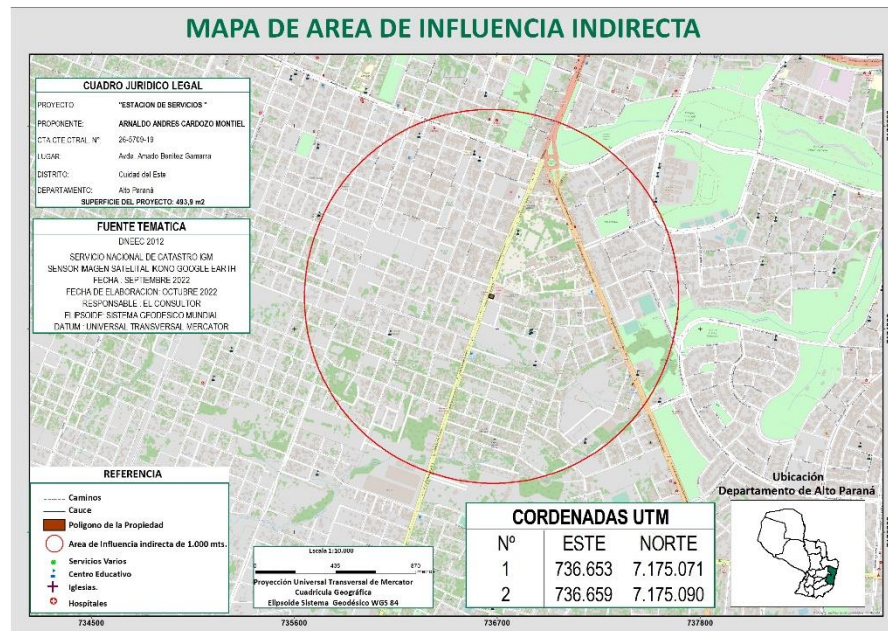 MAPA DE AREA DE INFLUENCIA INDIRECTA
CUADRO JURIDICO LEGAL
PROYECTO "ESTACION DE SERVICIOS "
PROPONENTE: ARNALDO ANDRES CARDOZO MONTIEL
CTA.CTE.CTRAL. Nº 26-5709-19
LUGAR: Avda. Amado Benitez Gamarra
DISTRITO: Cuidad del Este
DEPARTAMENTO: Alto Paraná
SUPERFICIE DEL PROYECTO: 493,9 m2
FUENTE TEMATICA
DNEEC 2012
SERVICIO NACIONAL DE CATASTRO IGM
SENSOR IMAGEN SATELITAL IKONO GOOGLE EARTH
FECHA : SEPTIEMBRE 2022
FECHA DE ELABORACION: OCTUBRE 2022
RESPONSABLE : EL CONSULTOR
ELIPSOIDE: SISTEMA GEODESICO MUNDIAL
DATUM : UNIVERSAL TRANSVERSAL MERCATOR
REFERENCIA
Caminos
Cauce
Poligono de la Propiedad
Area de Influencia indirecta de 1.000 mts.
Servicios Varios
Centro Educativo
Iglesias.
Hospitales
Escala 1:10.000
0 435 870
Proyección Universal Transversal de Mercator
Cuadrícula Geográfica
Elipsoide Sistema Geodésico WGS 84
CORDENADAS UTM
Nº ESTE NORTE
1 736.653 7.175.071
2 736.659 7.175.090
Ubicación
Departamento de Alto Paraná
734500 735600 736700 737800